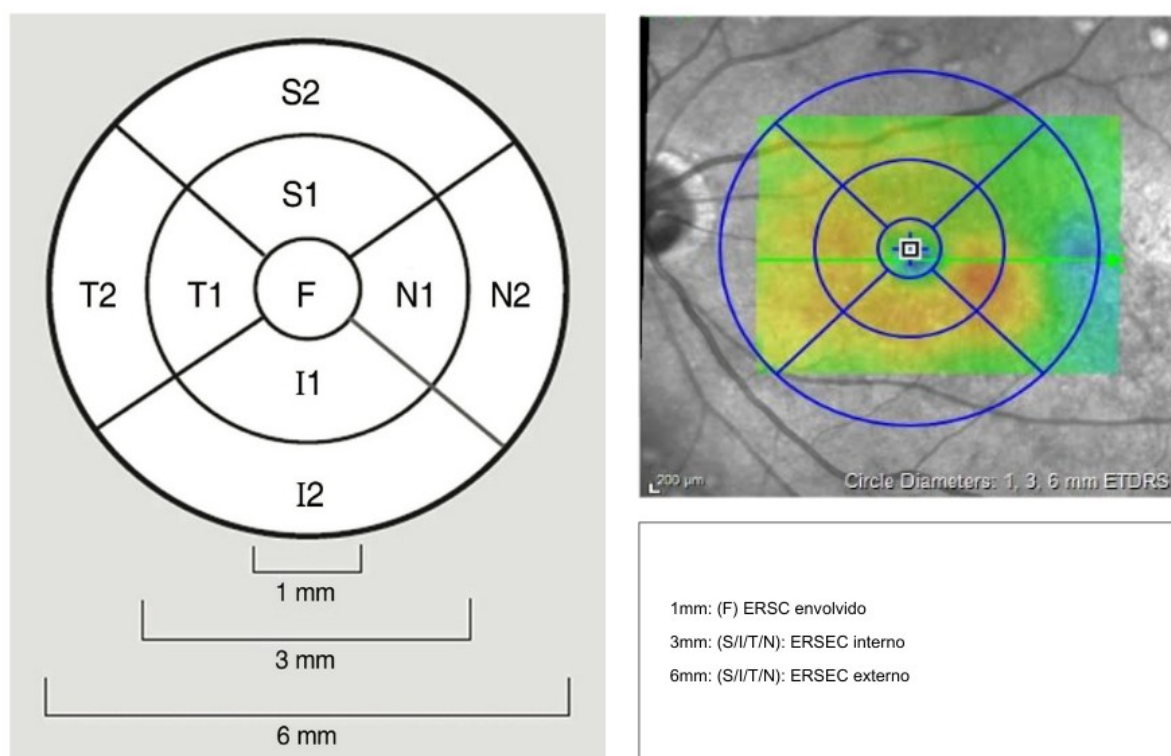 S2
S1
T2 T1 F N1 N2
I1
I2
1 mm
3 mm
6 mm
200 µm
Circle Diameters: 1, 3, 6 mm ETDRS
1mm: (F) ERSC envolvido
3mm: (S/I/T/N): ERSEC interno
6mm: (S/I/T/N): ERSEC externo